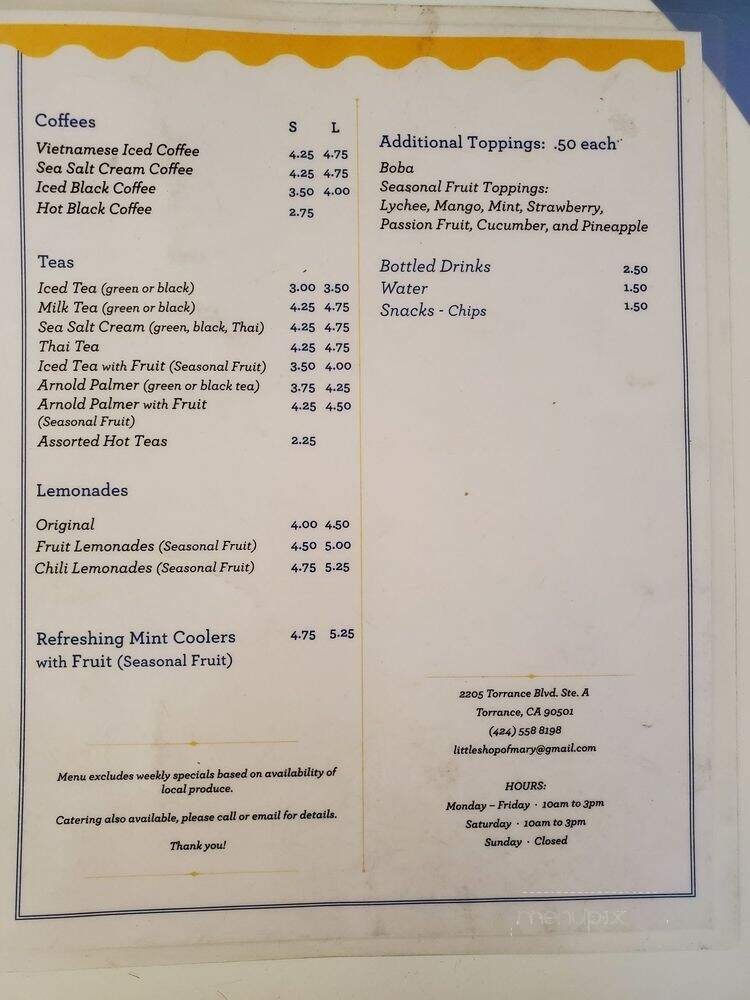 Coffees S L
Vietnamese Iced Coffee 4.25 4.75
Sea Salt Cream Coffee 4.25 4.75
Iced Black Coffee 3.50 4.00
Hot Black Coffee 2.75
Teas
Iced Tea (green or black) 3.00 3.50
Milk Tea (green or black) 4.25 4.75
Sea Salt Cream (green, black, Thai) 4.25 4.75
Thai Tea 4.25 4.75
Iced Tea with Fruit (Seasonal Fruit) 3.50 4.00
Arnold Palmer (green or black tea) 3.75 4.25
Arnold Palmer with Fruit 4.25 4.50
(Seasonal Fruit)
Assorted Hot Teas 2.25
Lemonades
Original 4.00 4.50
Fruit Lemonades (Seasonal Fruit) 4.50 5.00
Chili Lemonades (Seasonal Fruit) 4.75 5.25
Refreshing Mint Coolers 4.75 5.25
with Fruit (Seasonal Fruit)
Menu excludes weekly specials based on availability of
local produce.
Catering also available, please call or email for details.
Thank you!
Additional Toppings: .50 each
Boba
Seasonal Fruit Toppings:
Lychee, Mango, Mint, Strawberry,
Passion Fruit, Cucumber, and Pineapple
Bottled Drinks 2.50
Water 1.50
Snacks - Chips 1.50
2205 Torrance Blvd. Ste. A
Torrance, CA 90501
(424) 558 8198
littleshopofmary@gmail.com
HOURS:
Monday – Friday · 10am to 3pm
Saturday · 10am to 3pm
Sunday · Closed
menupix